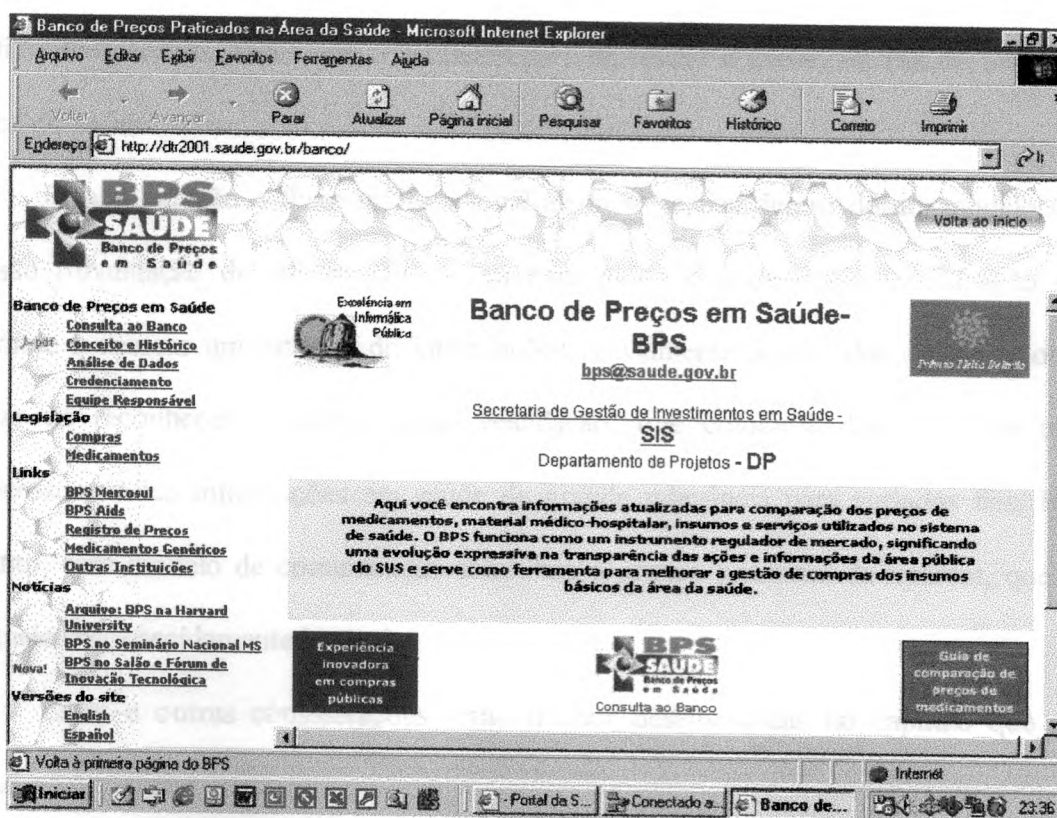 Banco de Preços Praticados na Área da Saúde - Microsoft Internet Explorer
Arquivo Editar Exibir Favoritos Ferramentas Ajuda
Voltar Avançar Parar Atualizar Página inicial Pesquisar Favoritos Histórico Correio Imprimir
Endereço http://dtr2001.saude.gov.br/banco/
BPS
SAÚDE
Banco de Preços
em Saúde
Volta ao início
Banco de Preços em Saúde
Consulta ao Banco
Conceito e Histórico
Análise de Dados
Credenciamento
Equipe Responsável
Legislação
Compras
Medicamentos
Links
BPS Mercosul
BPS Aids
Registro de Preços
Medicamentos Genéricos
Outras Instituições
Notícias
Arquivo: BPS na Harvard
University
BPS no Seminário Nacional MS
Nova! BPS no Salão e Fórum de
Inovação Tecnológica
Versões do site
English
Español
Excelência em
Informática
Pública
Banco de Preços em Saúde-
BPS
bps@saude.gov.br
Secretaria de Gestão de Investimentos em Saúde -
SIS
Departamento de Projetos - DP
Aqui você encontra informações atualizadas para comparação dos preços de
medicamentos, material médico-hospitalar, insumos e serviços utilizados no sistema
de saúde. O BPS funciona como um instrumento regulador de mercado, significando
uma evolução expressiva na transparência das ações e informações da área pública
do SUS e serve como ferramenta para melhorar a gestão de compras dos insumos
básicos da área da saúde.
Experiência
inovadora
em compras
públicas
BPS
SAÚDE
Banco de Preços
em Saúde
Consulta ao Banco
Guia de
comparação de
preços de
medicamentos
Volta à primeira página do BPS
Internet
Iniciar - Portal da S... Conectado a... Banco de... 23:36